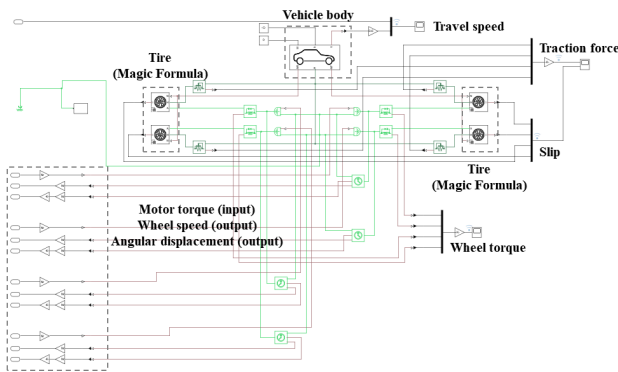 Vehicle body
Travel speed
Tire
(Magic Formula)
Traction force
Slip
Tire
(Magic Formula)
Motor torque (input)
Wheel speed (output)
Angular displacement (output)
Wheel torque